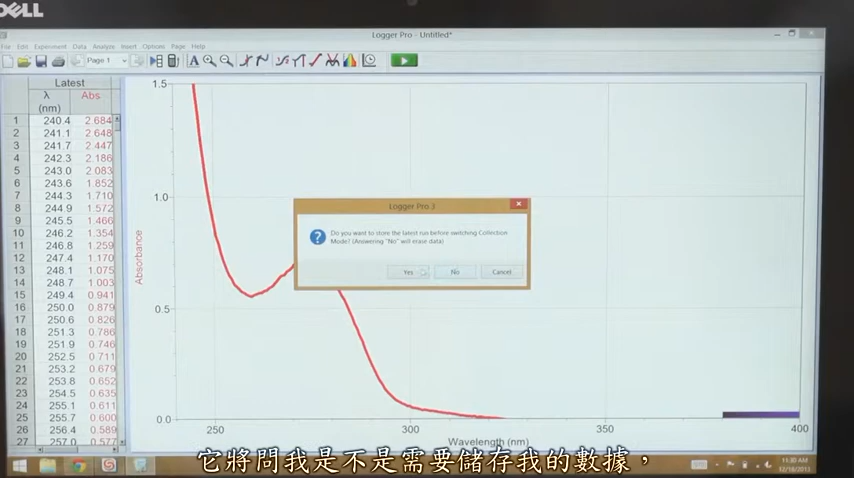 DELL
Logger Pro - Untitled*
File Edit Experiment Data Analyze Insert Options Page Help
Page 1
Latest
λ Abs
(nm)
1 240.4 2.684
2 241.1 2.648
3 241.7 2.447
4 242.3 2.186
5 243.0 2.083
6 243.6 1.852
7 244.3 1.710
8 244.9 1.572
9 245.5 1.466
10 246.2 1.354
11 246.8 1.259
12 247.4 1.170
13 248.1 1.075
14 248.7 1.003
15 249.4 0.941
16 250.0 0.879
17 250.6 0.826
18 251.3 0.786
19 251.9 0.746
20 252.5 0.711
21 253.2 0.679
22 253.8 0.652
23 254.5 0.635
24 255.1 0.611
25 255.7 0.600
26 256.4 0.589
27 257.0 0.577
1.5
1.0
0.5
0.0
Absorbance
250 300 350 400
Wavelength (nm)
Logger Pro 3
Do you want to store the latest run before switching Collection
Mode? (Answering "No" will erase data)
Yes No Cancel
11:30 AM
12/18/2013
它將問我是不是需要儲存我的數據，